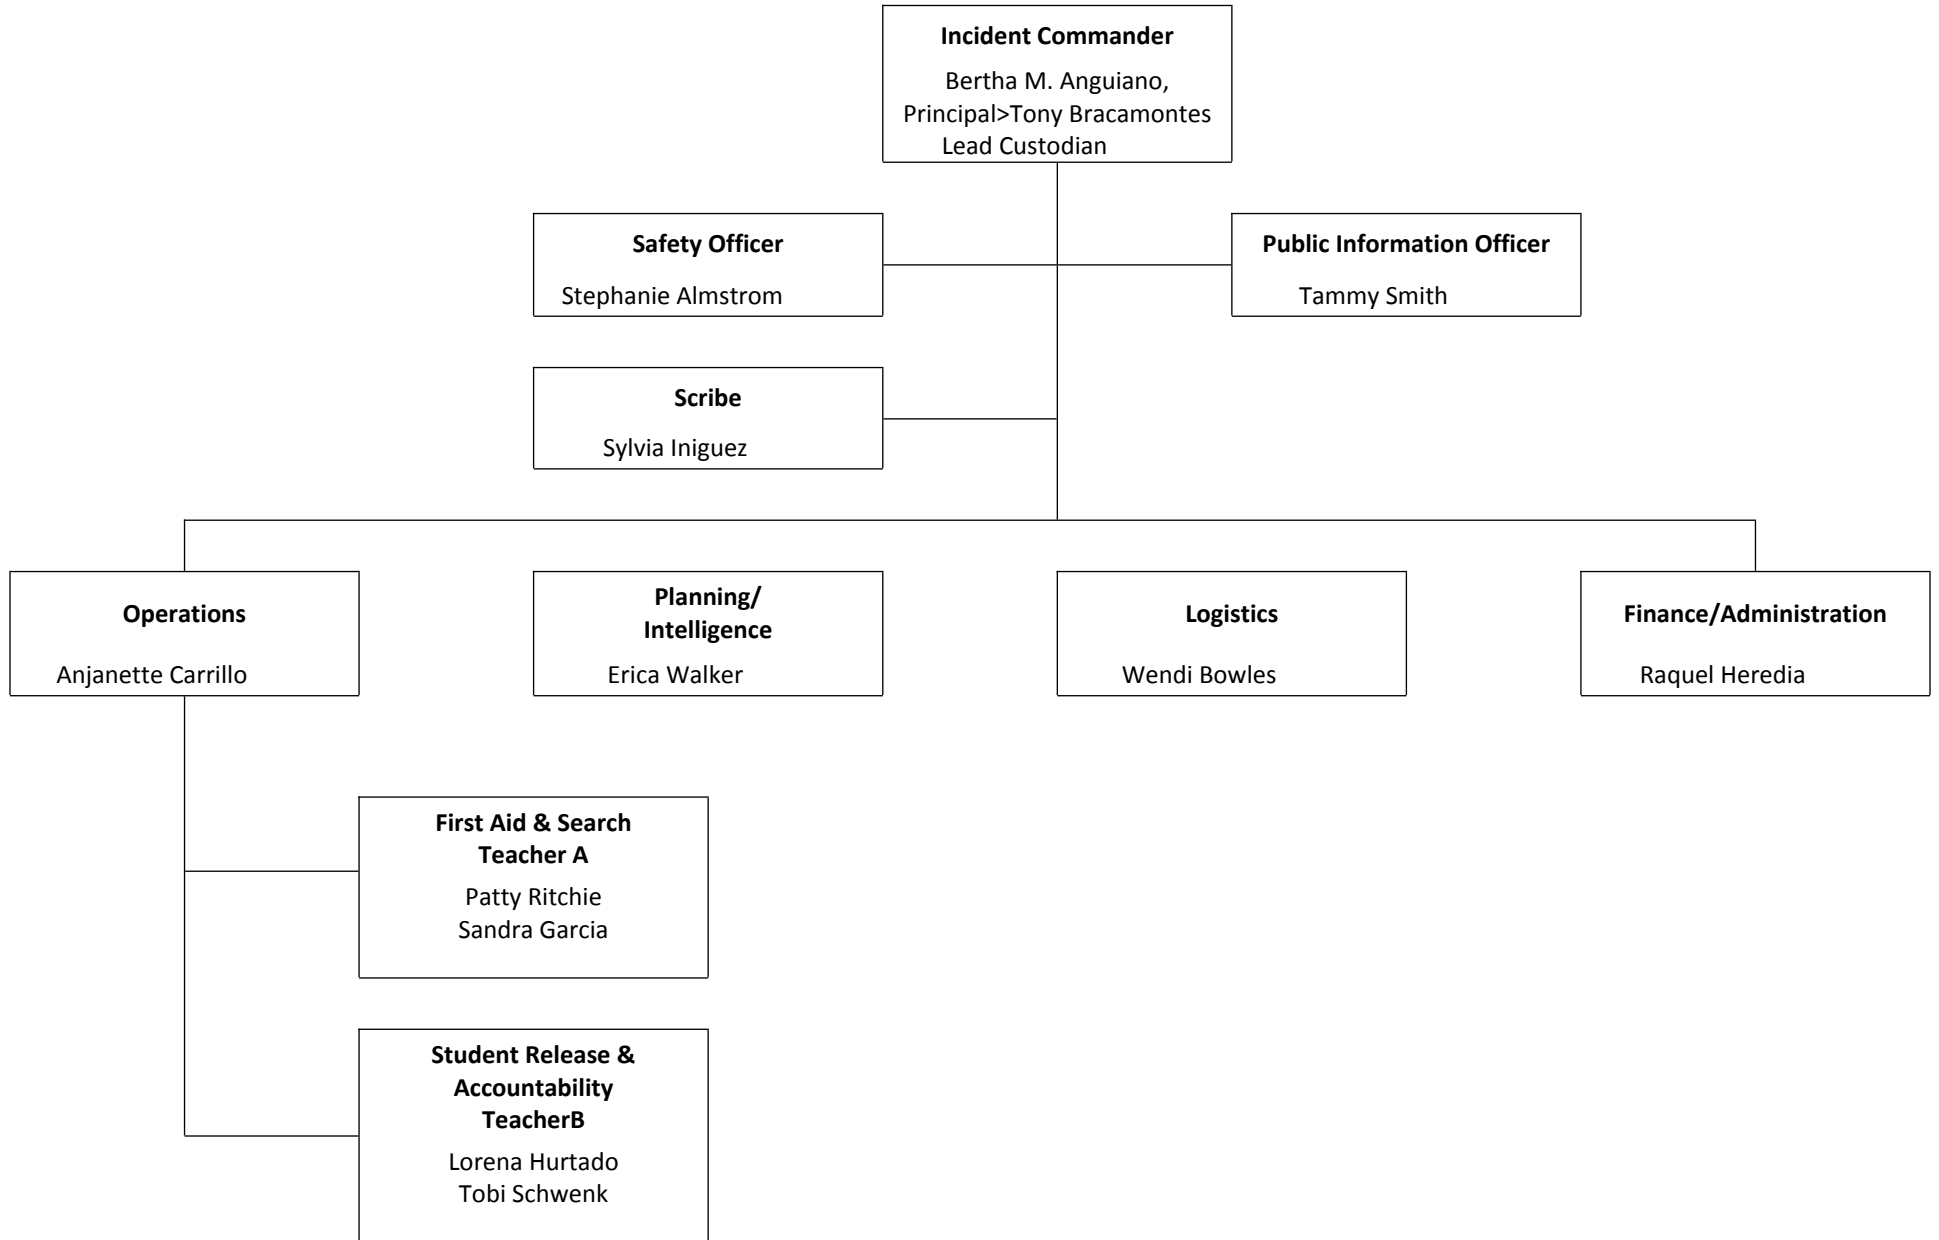 Incident Commander
Bertha M. Anguiano,
Principal>Tony Bracamontes
Lead Custodian
Safety Officer
Stephanie Almstrom
Public Information Officer
Tammy Smith
Scribe
Sylvia Iniguez
Operations
Anjanette Carrillo
Planning/
Intelligence
Erica Walker
Logistics
Wendi Bowles
Finance/Administration
Raquel Heredia
First Aid & Search
Teacher A
Patty Ritchie
Sandra Garcia
Student Release &
Accountability
TeacherB
Lorena Hurtado
Tobi Schwenk